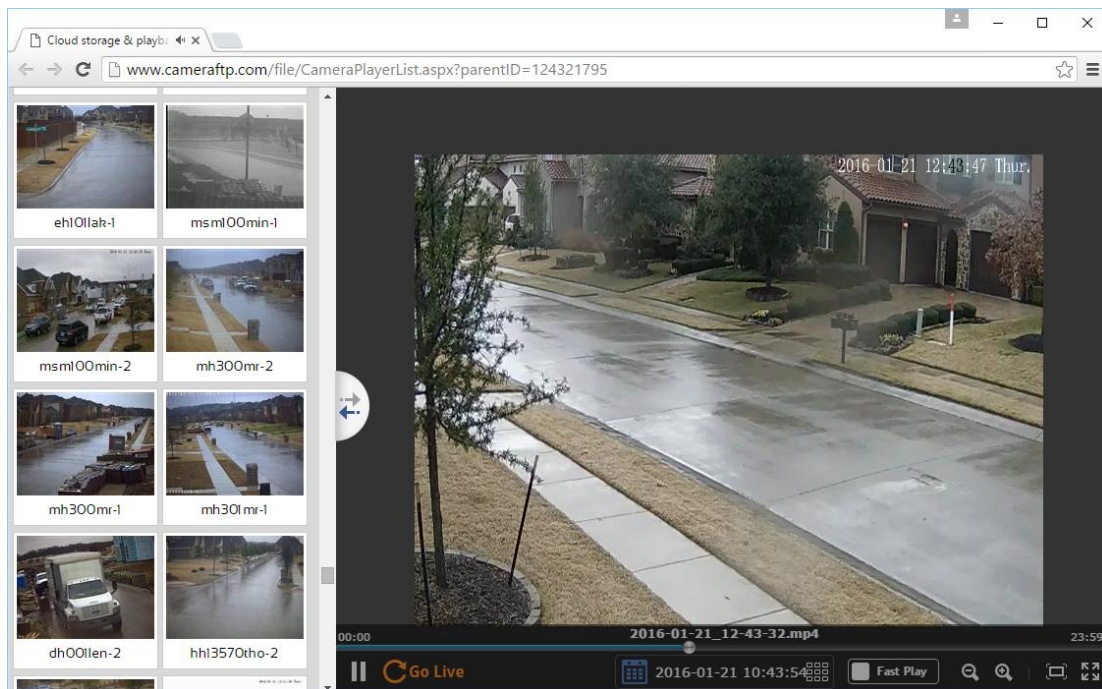 Cloud storage & playba
www.cameraftp.com/file/CameraPlayerList.aspx?parentID=124321795
eh101lak-1
msm100min-1
msm100min-2
mh300mr-2
mh300mr-1
mh301mr-1
dh001len-2
hh13570tho-2
2016-01-21 12:43:47 Thur.
00:00
2016-01-21_12-43-32.mp4
23:59
Go Live
2016-01-21 10:43:54
Fast Play